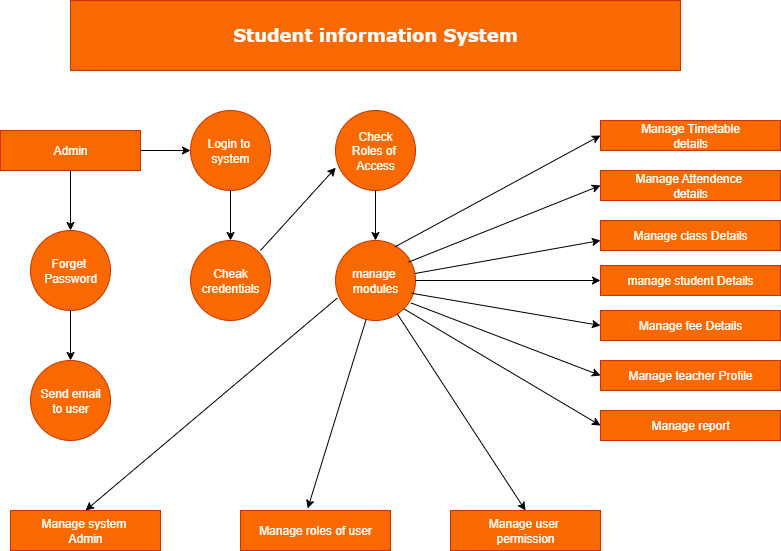 Student information System
Admin
Login to
system
Check
Roles of
Access
Manage Timetable
details
Manage Attendence
details
Manage class Details
manage student Details
Manage fee Details
Manage teacher Profile
Manage report
Forget
Password
Cheak
credentials
manage
modules
Send email
to user
Manage system
Admin
Manage roles of user
Manage user
permission